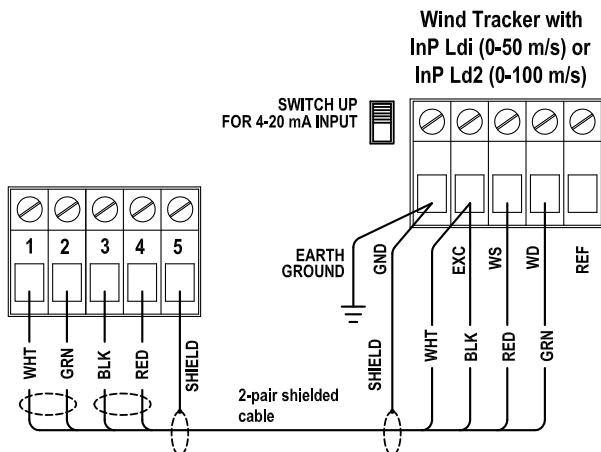 Wind Tracker with
InP Ldi (0-50 m/s) or
InP Ld2 (0-100 m/s)
SWITCH UP
FOR 4-20 mA INPUT
1 2 3 4 5
EARTH
GROUND
GND
EXC
WS
WD
REF
WHT
GRN
BLK
RED
SHIELD
SHIELD
WHT
BLK
RED
GRN
2-pair shielded
cable